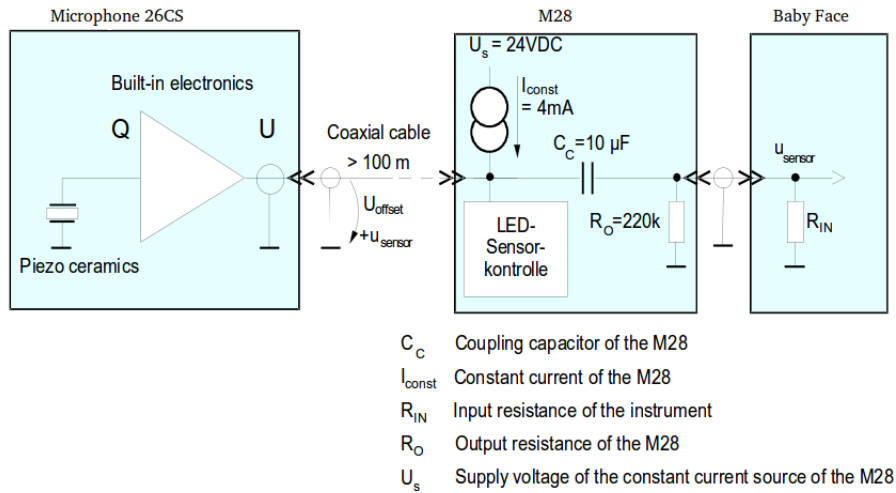 Microphone 26CS
M28
Baby Face
Us = 24VDC
Built-in electronics
Iconst
= 4mA
Q
U
Coaxial cable
> 100 m
CC=10 µF
usensor
Uoffset
+usensor
LED-
Sensor-
kontrolle
RO=220k
RIN
Piezo ceramics
CC Coupling capacitor of the M28
Iconst Constant current of the M28
RIN Input resistance of the instrument
RO Output resistance of the M28
Us Supply voltage of the constant current source of the M28